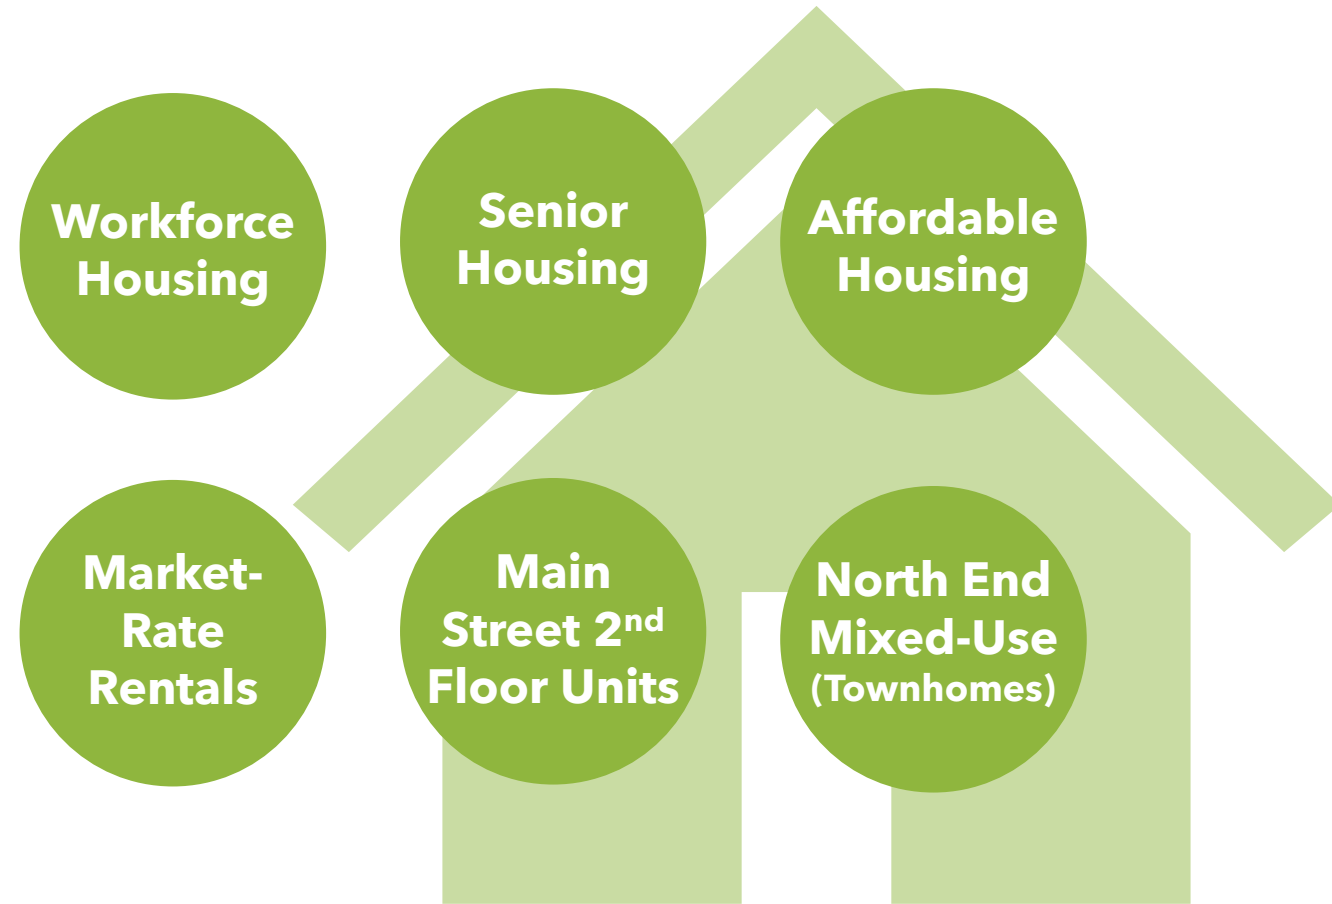 Workforce
Housing
Senior
Housing
Affordable
Housing
Market-
Rate
Rentals
Main
Street 2nd
Floor Units
North End
Mixed-Use
(Townhomes)